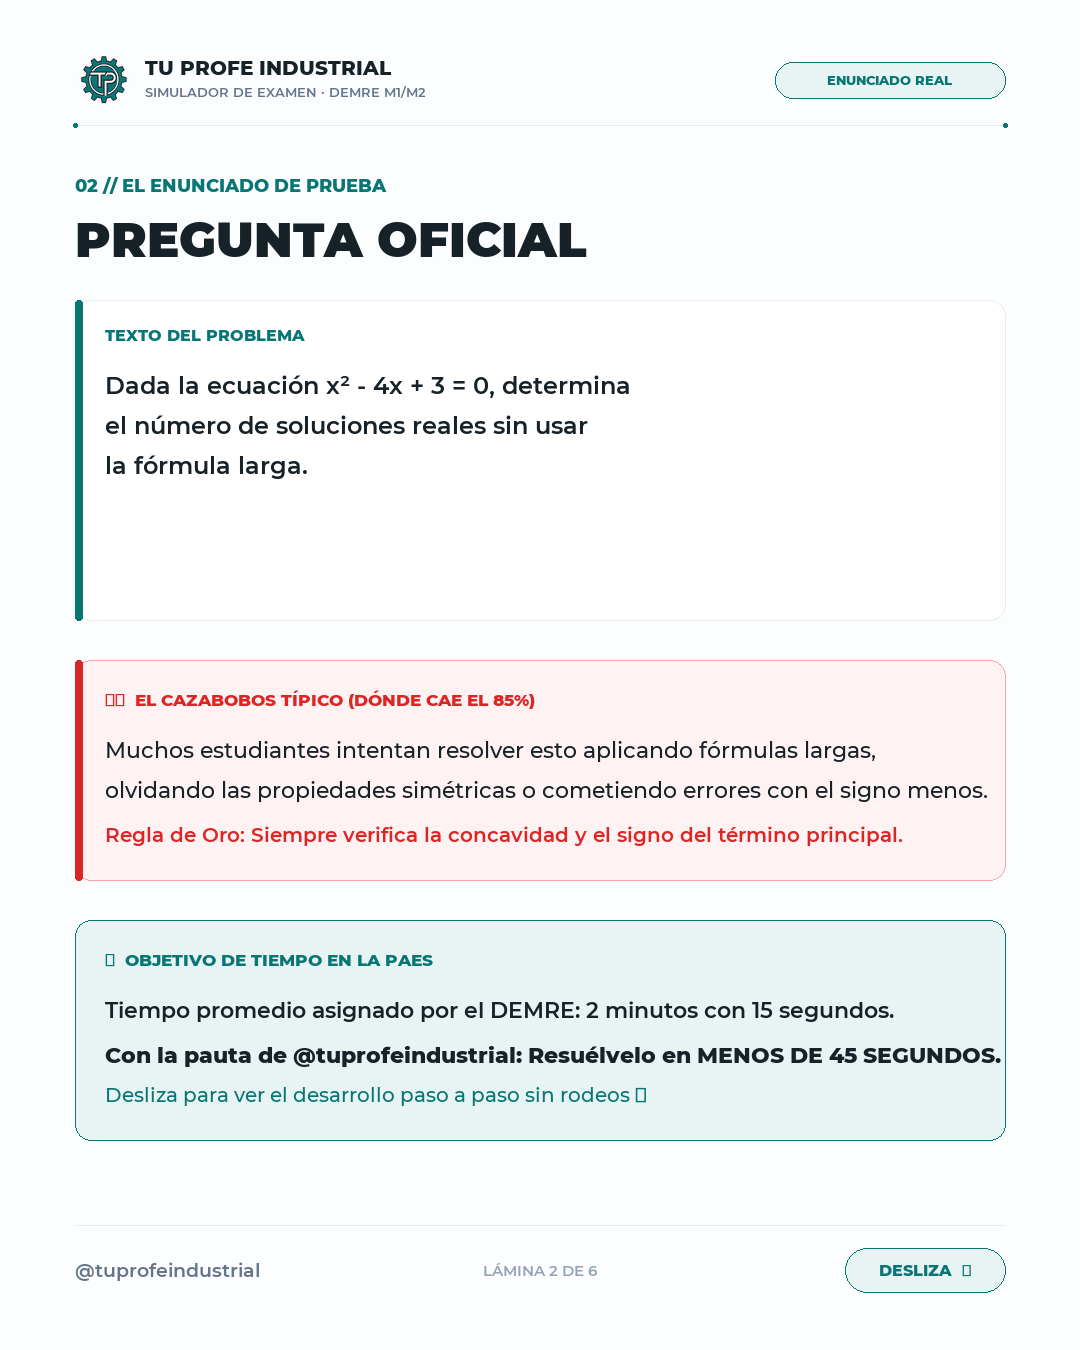 TU PROFE INDUSTRIAL
SIMULADOR DE EXAMEN · DEMRE M1/M2
ENUNCIADO REAL
02 // EL ENUNCIADO DE PRUEBA
PREGUNTA OFICIAL
TEXTO DEL PROBLEMA
Dada la ecuación x² - 4x + 3 = 0, determina
el número de soluciones reales sin usar
la fórmula larga.
EL CAZABOBOS TÍPICO (DÓNDE CAE EL 85%)
Muchos estudiantes intentan resolver esto aplicando fórmulas largas,
olvidando las propiedades simétricas o cometiendo errores con el signo menos.
Regla de Oro: Siempre verifica la concavidad y el signo del término principal.
OBJETIVO DE TIEMPO EN LA PAES
Tiempo promedio asignado por el DEMRE: 2 minutos con 15 segundos.
Con la pauta de @tuprofeindustrial: Resuélvelo en MENOS DE 45 SEGUNDOS.
Desliza para ver el desarrollo paso a paso sin rodeos
@tuprofeindustrial
LÁMINA 2 DE 6
DESLIZA